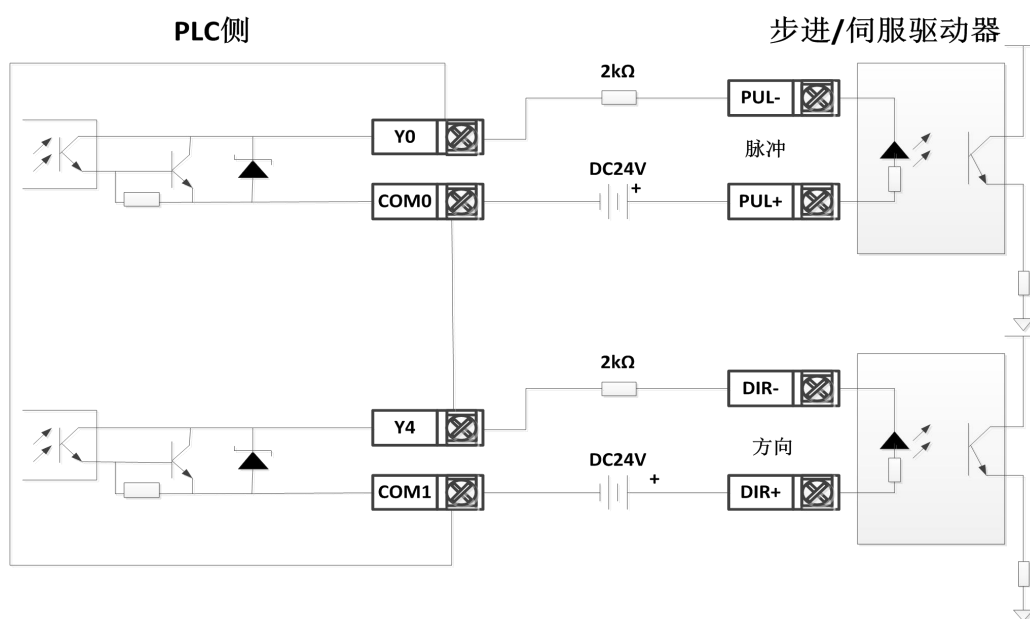 PLC侧
步进/伺服驱动器
2kΩ
PUL-
Y0
脉冲
DC24V
+
COM0
PUL+
2kΩ
DIR-
Y4
方向
DC24V
+
COM1
DIR+